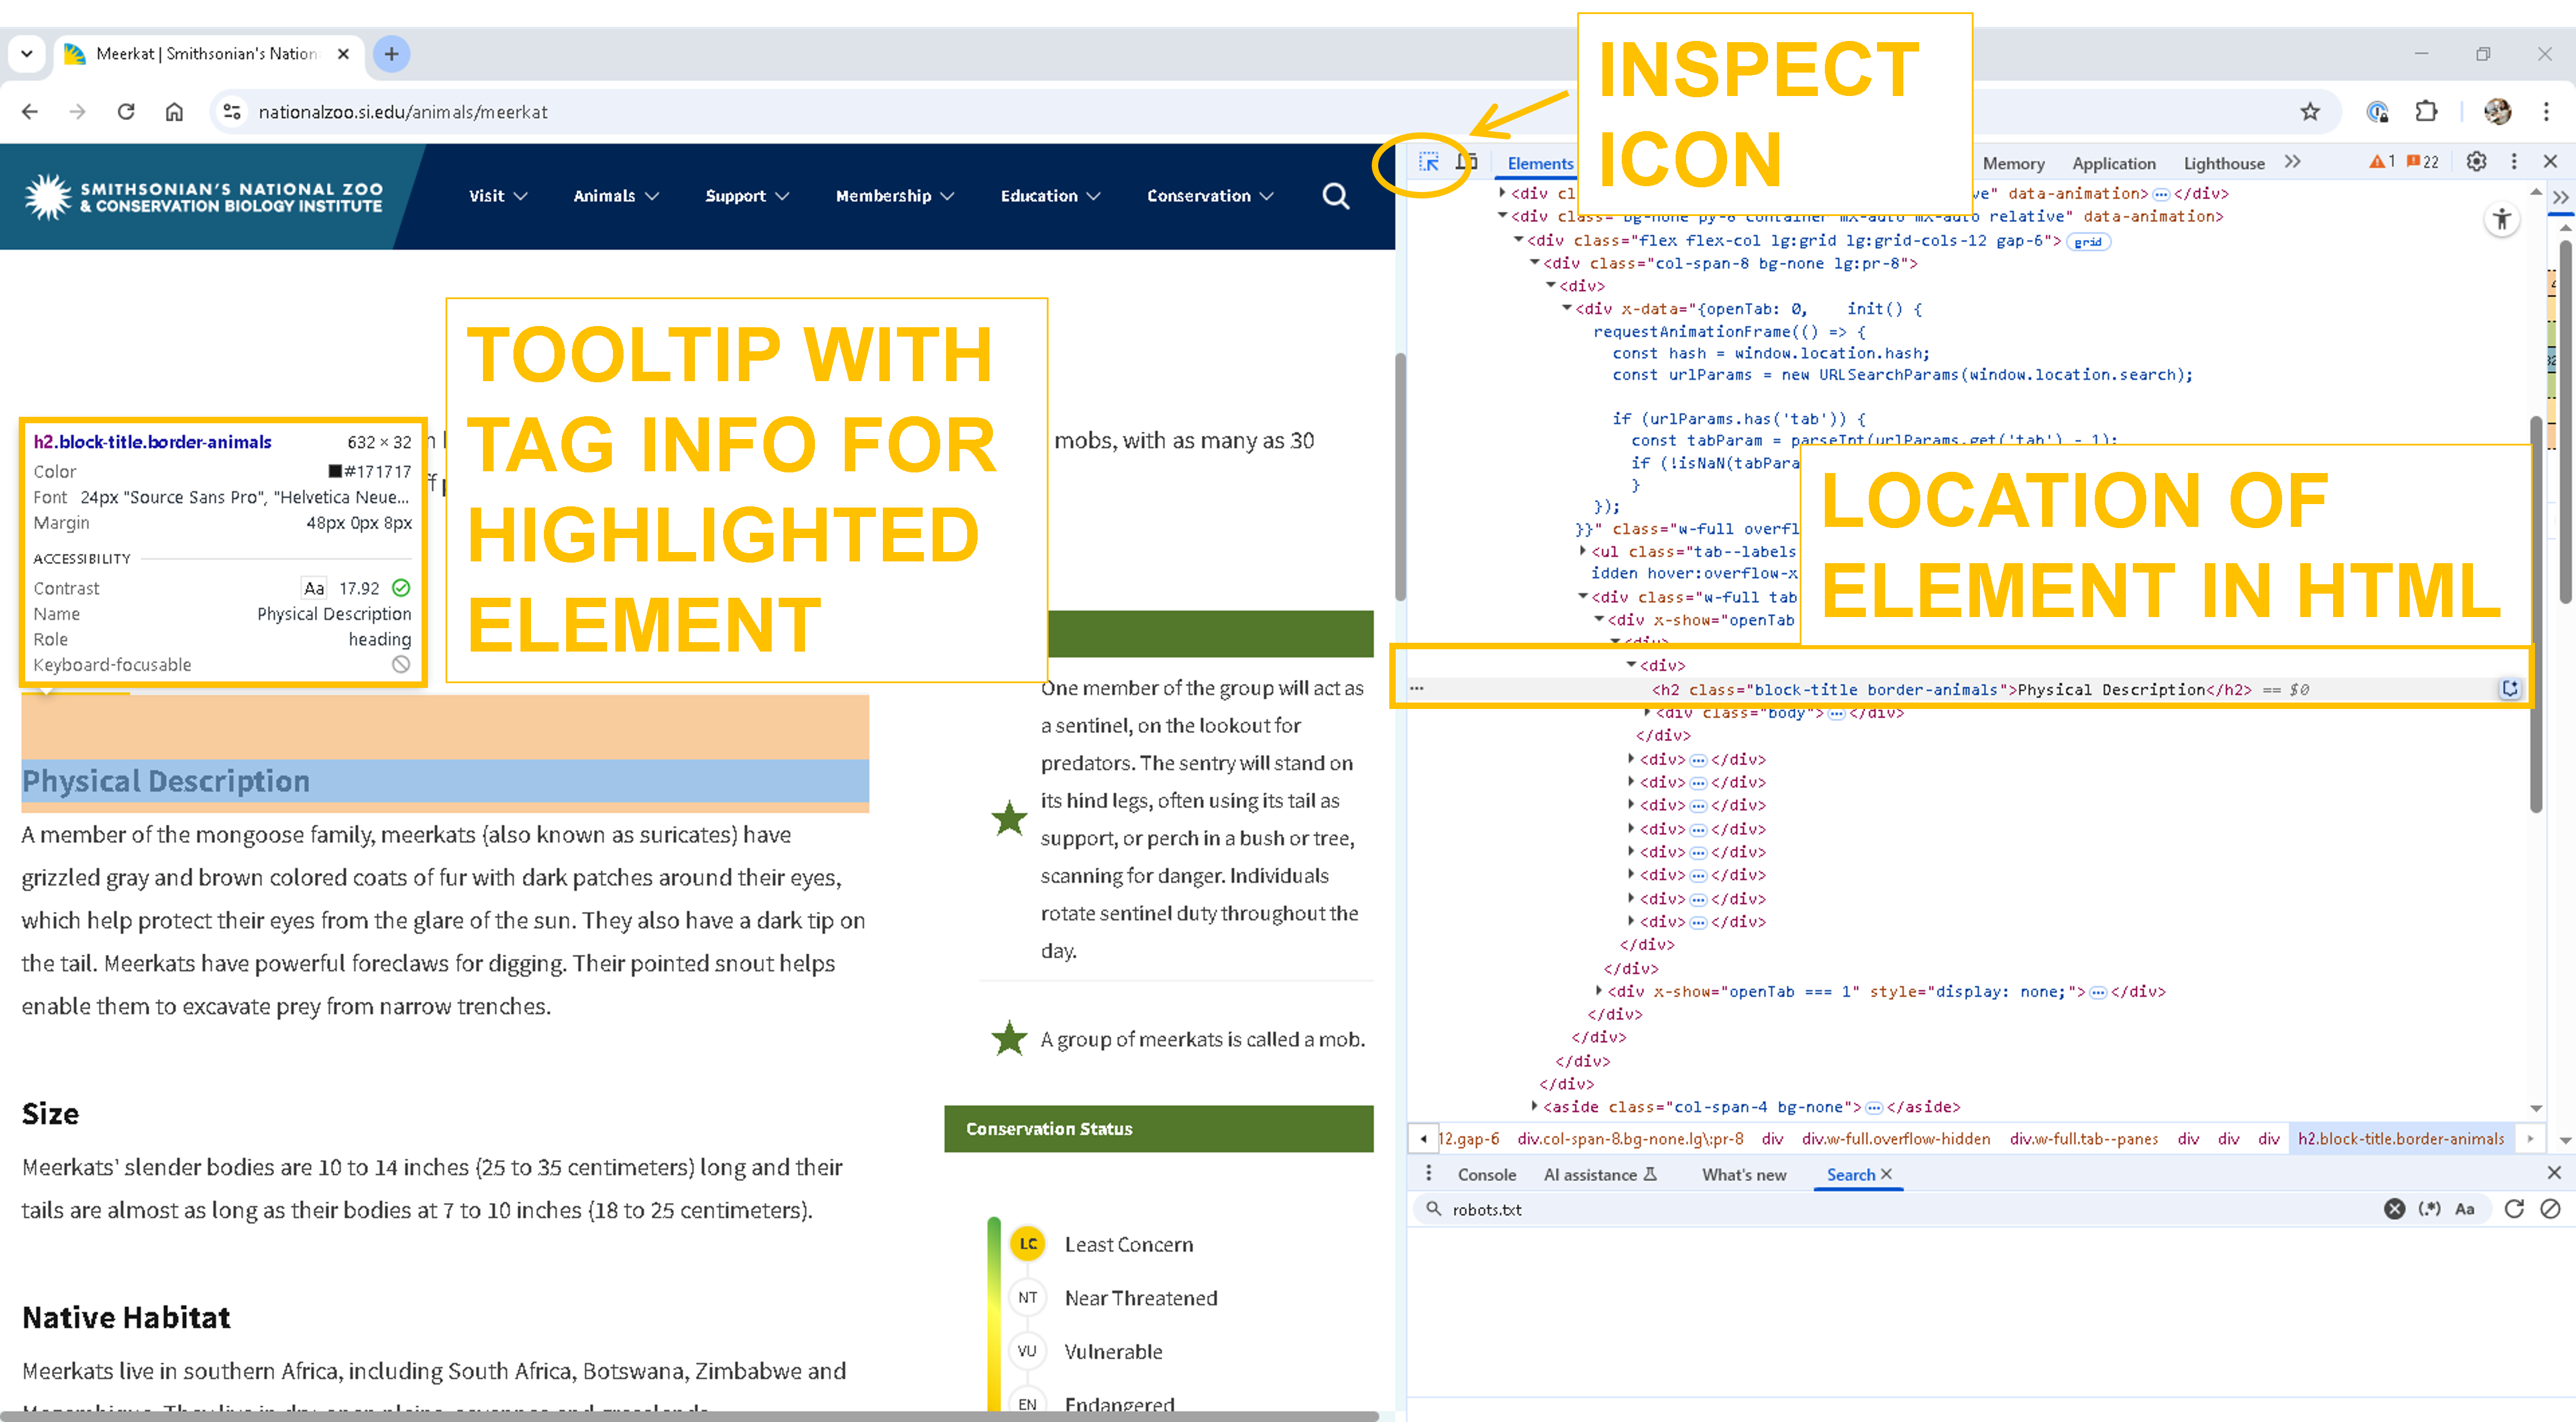 Meerkat | Smithsonian's Nation
nationalzoo.si.edu/animals/meerkat
INSPECT
ICON
SMITHSONIAN'S NATIONAL ZOO
& CONSERVATION BIOLOGY INSTITUTE
Visit
Animals
Support
Membership
Education
Conservation
TOOLTIP WITH
TAG INFO FOR
HIGHLIGHTED
ELEMENT
h2.block-title.border-animals 632 × 32
Color #171717
Font 24px "Source Sans Pro", "Helvetica Neue...
Margin 48px 0px 8px
ACCESSIBILITY
Contrast Aa 17.92
Name Physical Description
Role heading
Keyboard-focusable
mobs, with as many as 30
Physical Description
A member of the mongoose family, meerkats (also known as suricates) have
grizzled gray and brown colored coats of fur with dark patches around their eyes,
which help protect their eyes from the glare of the sun. They also have a dark tip on
the tail. Meerkats have powerful foreclaws for digging. Their pointed snout helps
enable them to excavate prey from narrow trenches.
Size
Meerkats' slender bodies are 10 to 14 inches (25 to 35 centimeters) long and their
tails are almost as long as their bodies at 7 to 10 inches (18 to 25 centimeters).
Native Habitat
Meerkats live in southern Africa, including South Africa, Botswana, Zimbabwe and
One member of the group will act as
a sentinel, on the lookout for
predators. The sentry will stand on
its hind legs, often using its tail as
support, or perch in a bush or tree,
scanning for danger. Individuals
rotate sentinel duty throughout the
day.
A group of meerkats is called a mob.
Conservation Status
LC Least Concern
NT Near Threatened
VU Vulnerable
EN Endangered
Elements
Memory
Application
Lighthouse
1
22
<div cl
ve" data-animation> ... </div>
<div class="bg-none py-8 container mx-auto mx-auto relative" data-animation>
<div class="flex flex-col lg:grid lg:grid-cols-12 gap-6"> grid
<div class="col-span-8 bg-none lg:pr-8">
<div>
<div x-data="{openTab: 0, init() {
requestAnimationFrame(() => {
const hash = window.location.hash;
const urlParams = new URLSearchParams(window.location.search);
if (urlParams.has('tab')) {
const tabParam = parseInt(urlParams.get('tab') - 1);
if (!isNaN(tabPara
}
});
}}" class="w-full overfl
<ul class="tab--labels
idden hover:overflow-x
<div class="w-full tab
<div x-show="openTab
<div>
LOCATION OF
ELEMENT IN HTML
<div>
... <h2 class="block-title border-animals">Physical Description</h2> == $0
<div class="body"> ... </div>
</div>
<div> ... </div>
<div> ... </div>
<div> ... </div>
<div> ... </div>
<div> ... </div>
<div> ... </div>
<div> ... </div>
<div> ... </div>
</div>
</div>
<div x-show="openTab === 1" style="display: none;"> ... </div>
</div>
</div>
</div>
</div>
<aside class="col-span-4 bg-none"> ... </aside>
12.gap-6 div.col-span-8.bg-none.lg\:pr-8 div div.w-full.overflow-hidden div.w-full.tab--panes div div div h2.block-title.border-animals
Console
AI assistance
What's new
Search
robots.txt
(.*) Aa